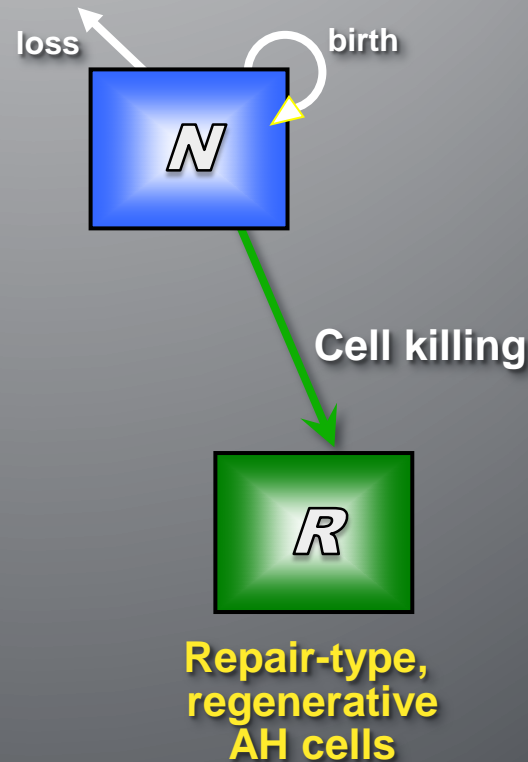 loss
birth
N
Cell killing
R
Repair-type,
regenerative
AH cells